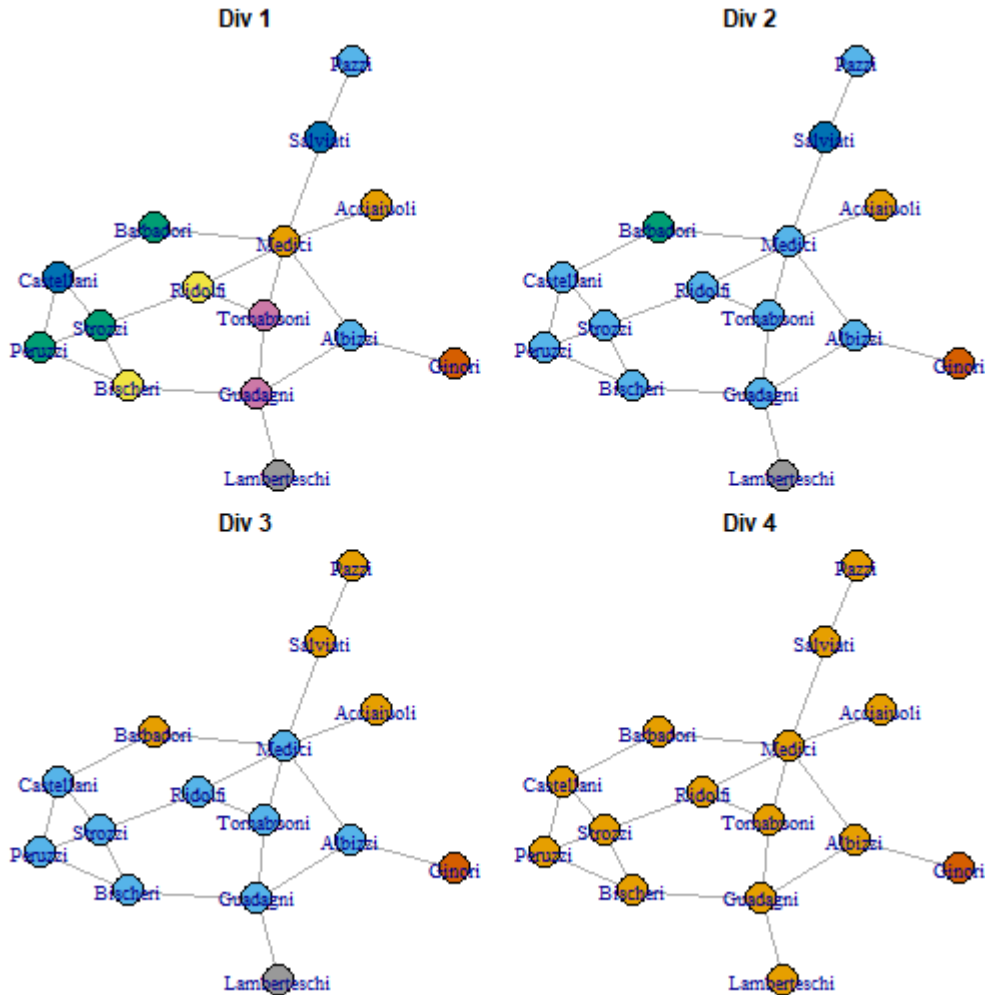 Div 1
Pazzi
Salviati
Acciaiuoli
Barbadori
Medici
Castellani
Ridolfi
Strozzi
Tornabuoni
Albizzi
Peruzzi
Ginori
Bischeri
Guadagni
Lamberteschi
Div 2
Pazzi
Salviati
Acciaiuoli
Barbadori
Medici
Castellani
Ridolfi
Strozzi
Tornabuoni
Albizzi
Peruzzi
Ginori
Bischeri
Guadagni
Lamberteschi
Div 3
Pazzi
Salviati
Acciaiuoli
Barbadori
Medici
Castellani
Ridolfi
Strozzi
Tornabuoni
Albizzi
Peruzzi
Ginori
Bischeri
Guadagni
Lamberteschi
Div 4
Pazzi
Salviati
Acciaiuoli
Barbadori
Medici
Castellani
Ridolfi
Strozzi
Tornabuoni
Albizzi
Peruzzi
Ginori
Bischeri
Guadagni
Lamberteschi